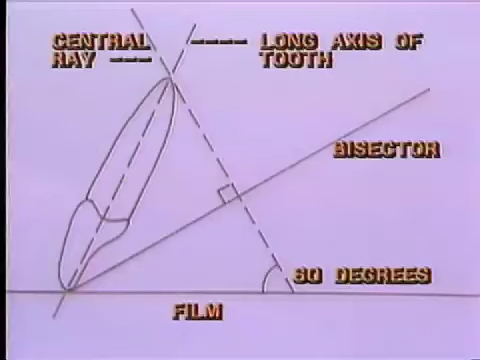 CENTRAL ---- LONG AXIS OF
RAY --- TOOTH
BISECTOR
60 DEGREES
FILM